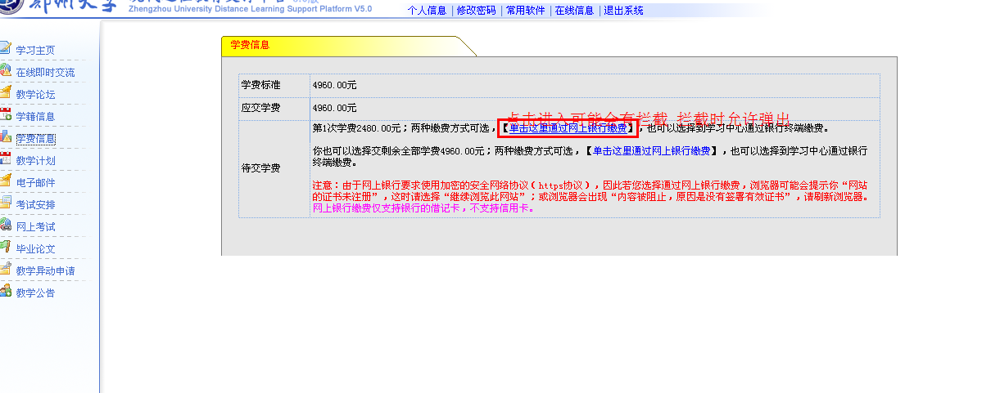 郑州大学
Zhengzhou University Distance Learning Support Platform V5.0
个人信息 | 修改密码 | 常用软件 | 在线信息 | 退出系统
学习主页
在线即时交流
教学论坛
学籍信息
学费信息
教学计划
电子邮件
考试安排
网上考试
毕业论文
教学异动申请
教学公告
学费信息
学费标准 4960.00元
应交学费 4960.00元
点击进入可能会有拦截 拦截时允许弹出
待交学费
第1次学费2480.00元；两种缴费方式可选，【单击这里通过网上银行缴费】，也可以选择到学习中心通过银行终端缴费。
你也可以选择交剩余全部学费4960.00元；两种缴费方式可选，【单击这里通过网上银行缴费】，也可以选择到学习中心通过银行
终端缴费。
注意：由于网上银行要求使用加密的安全网络协议（https协议），因此若您选择通过网上银行缴费，浏览器可能会提示你“网站
的证书未注册”，这时请选择“继续浏览此网站”；或浏览器会出现“内容被阻止，原因是没有签署有效证书”，请刷新浏览器。
网上银行缴费仅支持银行的借记卡，不支持信用卡。